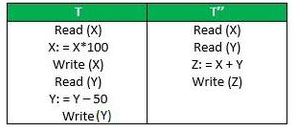 T T’’
Read (X) Read (X)
X: = X*100 Read (Y)
Write (X) Z: = X + Y
Read (Y) Write (Z)
Y: = Y – 50
Write (Y)